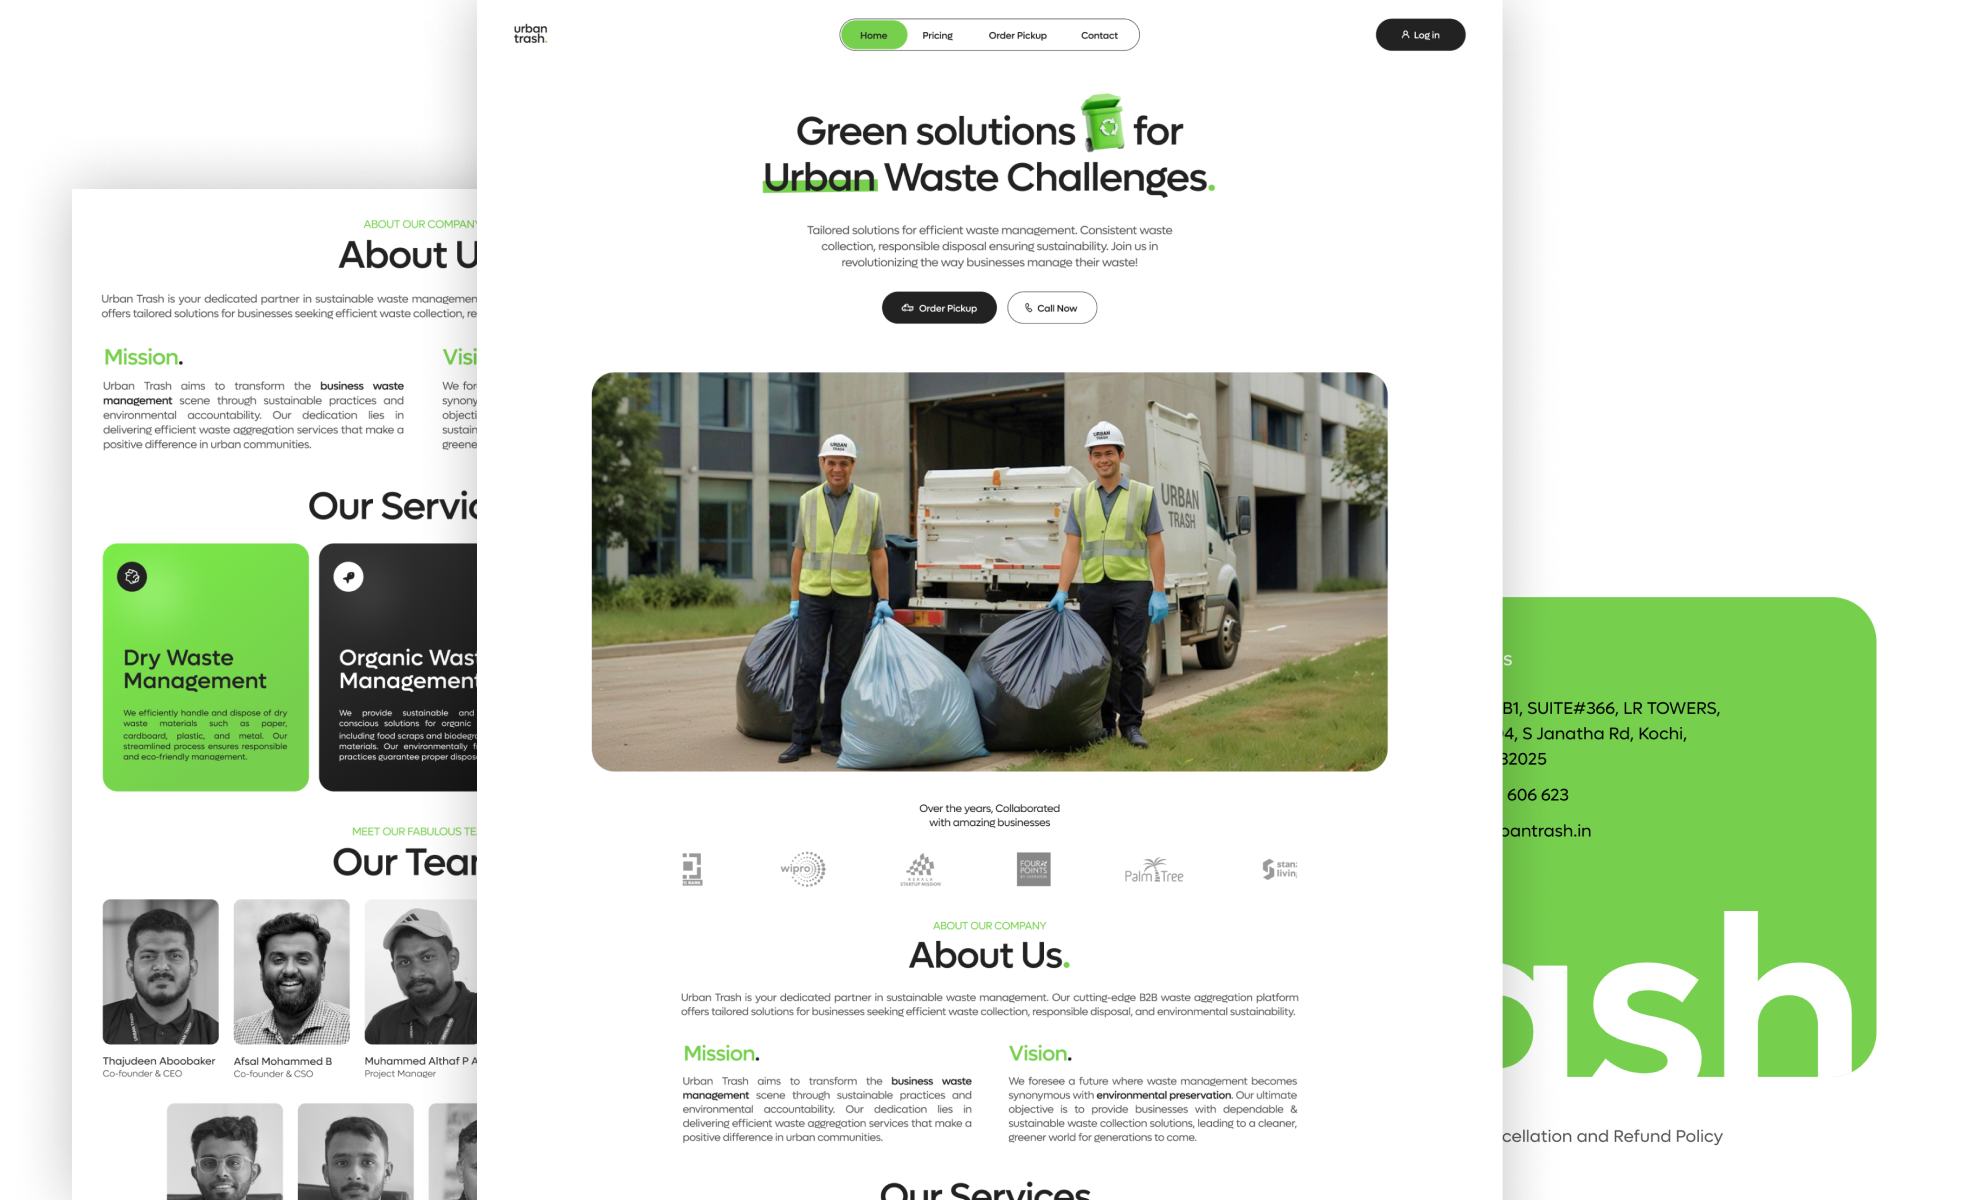 urban
trash.
Home
Pricing
Order Pickup
Contact
Log in
Green solutions for
Urban Waste Challenges.
Tailored solutions for efficient waste management. Consistent waste
collection, responsible disposal ensuring sustainability. Join us in
revolutionizing the way businesses manage their waste!
Order Pickup
Call Now
URBAN
TRASH
URBAN
TRASH
URBAN
TRASH
Over the years, Collaborated
with amazing businesses
wipro
KERALA
STARTUP MISSION
FOUR
POINTS
Palm Tree
stan
livin
ABOUT OUR COMPANY
About Us.
Urban Trash is your dedicated partner in sustainable waste management. Our cutting-edge B2B waste aggregation platform
offers tailored solutions for businesses seeking efficient waste collection, responsible disposal, and environmental sustainability.
Mission.
Urban Trash aims to transform the business waste
management scene through sustainable practices and
environmental accountability. Our dedication lies in
delivering efficient waste aggregation services that make a
positive difference in urban communities.
Vision.
We foresee a future where waste management becomes
synonymous with environmental preservation. Our ultimate
objective is to provide businesses with dependable &
sustainable waste collection solutions, leading to a cleaner,
greener world for generations to come.
Our Services
ABOUT OUR COMPANY
About U
Urban Trash is your dedicated partner in sustainable waste managemen
offers tailored solutions for businesses seeking efficient waste collection, re
Mission.
Urban Trash aims to transform the business waste
management scene through sustainable practices and
environmental accountability. Our dedication lies in
delivering efficient waste aggregation services that make a
positive difference in urban communities.
Visi
We for
synony
objecti
sustain
greene
Our Servic
Dry Waste
Management
We efficiently handle and dispose of dry
waste materials such as paper,
cardboard, plastic, and metal. Our
streamlined process ensures responsible
and eco-friendly management.
Organic Wast
Management
We provide sustainable and
conscious solutions for organic
including food scraps and biodegra
materials. Our environmentally f
practices guarantee proper dispos
MEET OUR FABULOUS TE
Our Tear
Thajudeen Aboobaker
Co-founder & CEO
Afsal Mohammed B
Co-founder & CSO
Muhammed Althaf P A
Project Manager
s
B1, SUITE#366, LR TOWERS,
04, S Janatha Rd, Kochi,
82025
606 623
bantrash.in
ash
cellation and Refund Policy